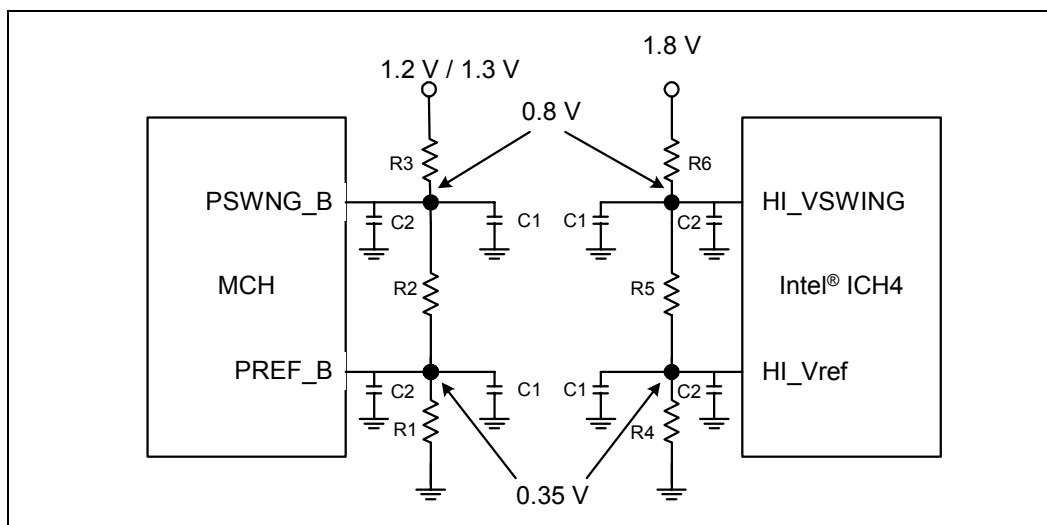 1.8 V
1.2 V / 1.3 V
0.8 V
R3
R6
PSWNG_B
C2
C1
C1
C2
HI_VSWING
MCH
R2
R5
Intel® ICH4
PREF_B
C2
C1
C1
C2
HI_Vref
R1
R4
0.35 V